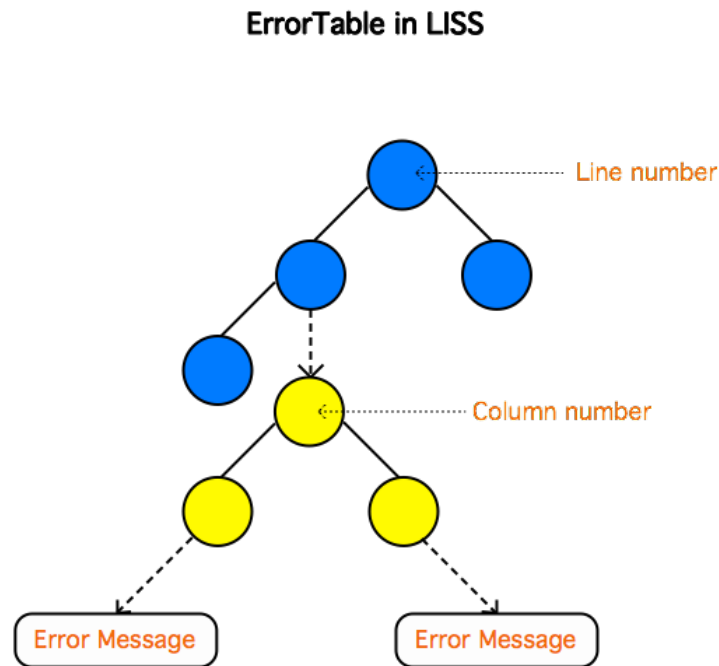 ErrorTable in LISS
Line number
Column number
Error Message
Error Message